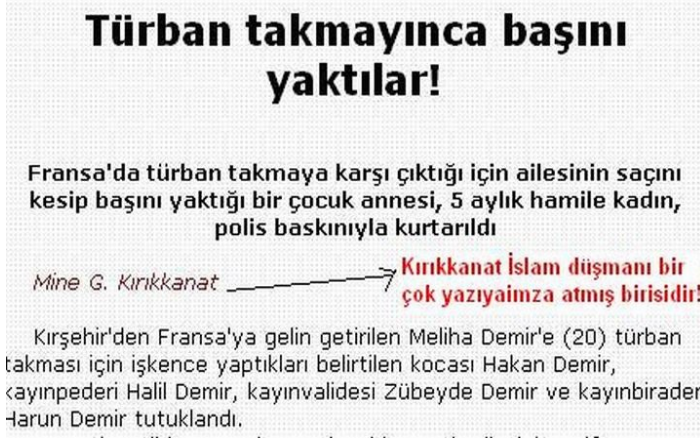 Türban takmayınca başını
yaktılar!
Fransa'da türban takmaya karşı çıktığı için ailesinin saçını
kesip başını yaktığı bir çocuk annesi, 5 aylık hamile kadın,
polis baskınıyla kurtarıldı
Mine G. Kırıkkanat
Kırıkkanat İslam düşmanı bir
çok yazıyaimza atmış birisidir!
Kırşehir'den Fransa'ya gelin getirilen Meliha Demir'e (20) türban
takması için işkence yaptıkları belirtilen kocası Hakan Demir,
kayınpederi Halil Demir, kayınvalidesi Zübeyde Demir ve kayınbirader
Harun Demir tutuklandı.